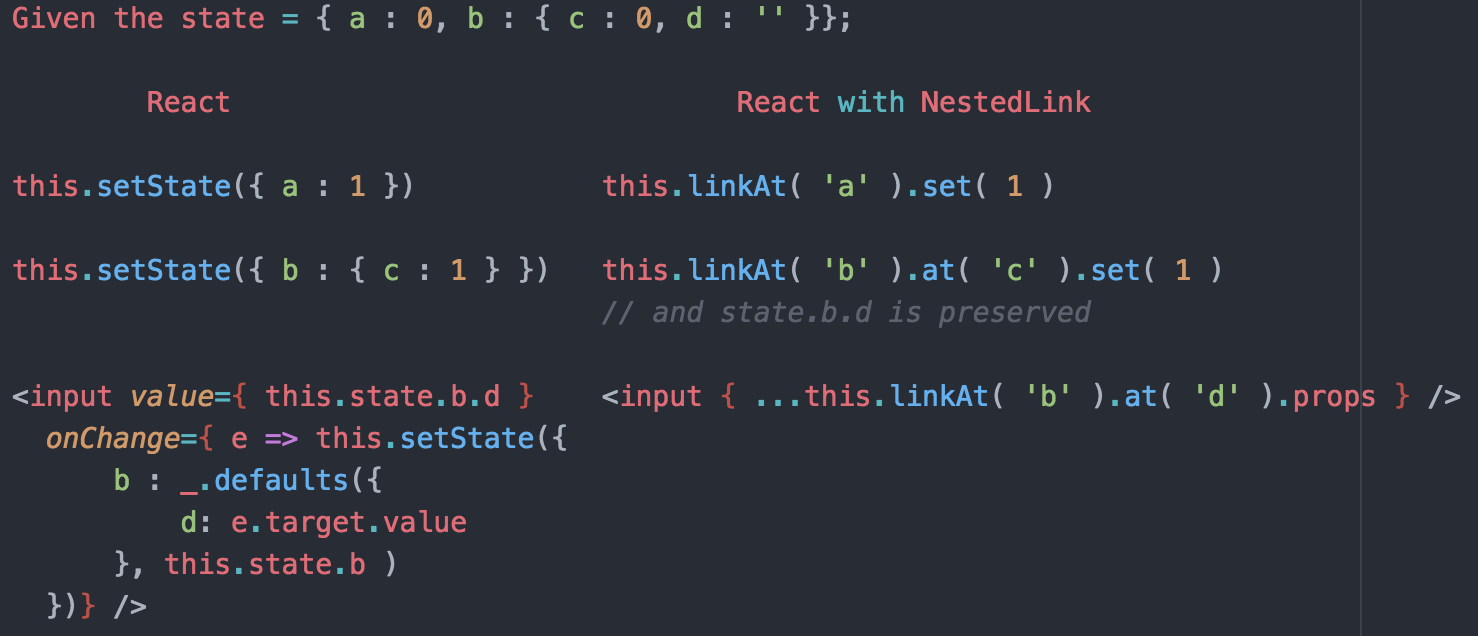 Given the state = { a : 0, b : { c : 0, d : '' }};
React                              React with NestedLink
this.setState({ a : 1 })           this.linkAt( 'a' ).set( 1 )
this.setState({ b : { c : 1 } })   this.linkAt( 'b' ).at( 'c' ).set( 1 )
                                   // and state.b.d is preserved
<input value={ this.state.b.d }    <input { ...this.linkAt( 'b' ).at( 'd' ).props } />
  onChange={ e => this.setState({
      b : _.defaults({
          d: e.target.value
      }, this.state.b )
  })} />